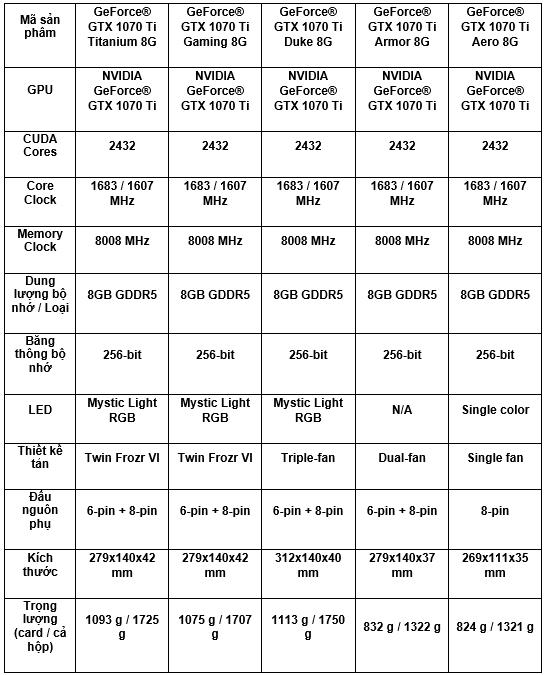 Mã sản phẩm GeForce® GTX 1070 Ti Titanium 8G GeForce® GTX 1070 Ti Gaming 8G GeForce® GTX 1070 Ti Duke 8G GeForce® GTX 1070 Ti Armor 8G GeForce® GTX 1070 Ti Aero 8G
GPU NVIDIA GeForce® GTX 1070 Ti NVIDIA GeForce® GTX 1070 Ti NVIDIA GeForce® GTX 1070 Ti NVIDIA GeForce® GTX 1070 Ti NVIDIA GeForce® GTX 1070 Ti
CUDA Cores 2432 2432 2432 2432 2432
Core Clock 1683 / 1607 MHz 1683 / 1607 MHz 1683 / 1607 MHz 1683 / 1607 MHz 1683 / 1607 MHz
Memory Clock 8008 MHz 8008 MHz 8008 MHz 8008 MHz 8008 MHz
Dung lượng bộ nhớ / Loại 8GB GDDR5 8GB GDDR5 8GB GDDR5 8GB GDDR5 8GB GDDR5
Băng thông bộ nhớ 256-bit 256-bit 256-bit 256-bit 256-bit
LED Mystic Light RGB Mystic Light RGB Mystic Light RGB N/A Single color
Thiết kế tản Twin Frozr VI Twin Frozr VI Triple-fan Dual-fan Single fan
Đầu nguồn phụ 6-pin + 8-pin 6-pin + 8-pin 6-pin + 8-pin 6-pin + 8-pin 8-pin
Kích thước 279x140x42 mm 279x140x42 mm 312x140x40 mm 279x140x37 mm 269x111x35 mm
Trọng lượng (card / cả hộp) 1093 g / 1725 g 1075 g / 1707 g 1113 g / 1750 g 832 g / 1322 g 824 g / 1321 g